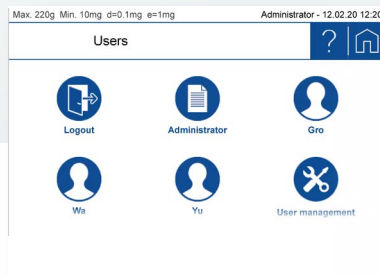 Max. 220g Min. 10mg d=0.1mg e=1mg Administrator - 12.02.20 12:20
Users
?
Logout Administrator Gro
Wa Yu User management